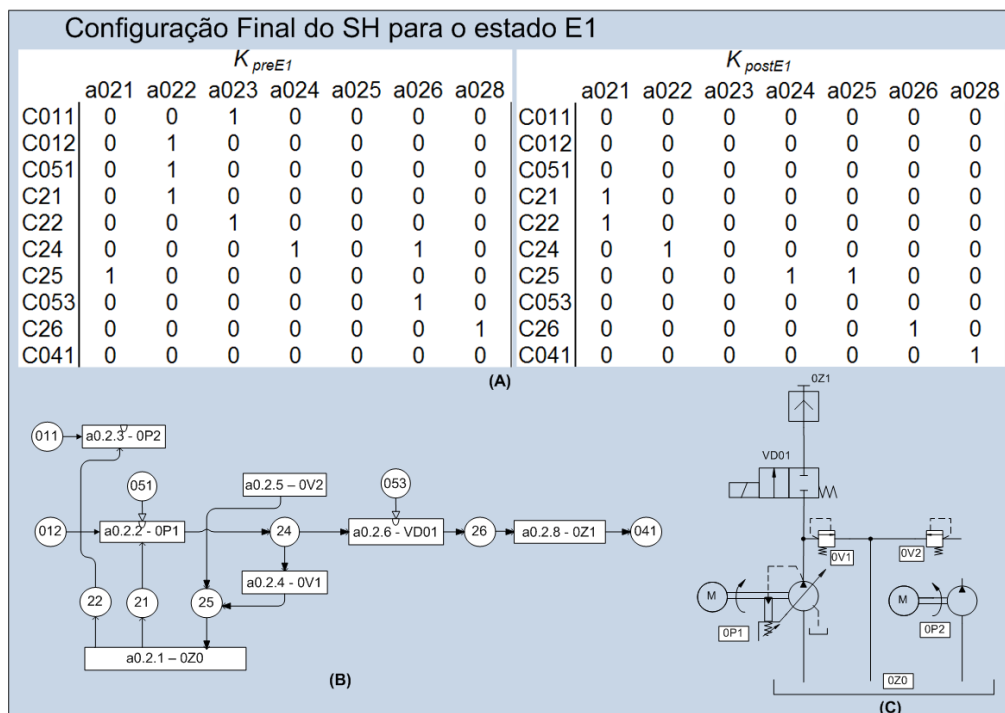 Configuração Final do SH para o estado E1
K preE1
a021 a022 a023 a024 a025 a026 a028
C011 0 0 1 0 0 0 0
C012 0 1 0 0 0 0 0
C051 0 1 0 0 0 0 0
C21 0 1 0 0 0 0 0
C22 0 0 1 0 0 0 0
C24 0 0 0 1 0 1 0
C25 1 0 0 0 0 0 0
C053 0 0 0 0 0 1 0
C26 0 0 0 0 0 0 1
C041 0 0 0 0 0 0 0
K postE1
a021 a022 a023 a024 a025 a026 a028
C011 0 0 0 0 0 0 0
C012 0 0 0 0 0 0 0
C051 0 0 0 0 0 0 0
C21 1 0 0 0 0 0 0
C22 1 0 0 0 0 0 0
C24 0 1 0 0 0 0 0
C25 0 0 0 1 1 0 0
C053 0 0 0 0 0 0 0
C26 0 0 0 0 0 1 0
C041 0 0 0 0 0 0 1
(A)
011
a0.2.3 - 0P2
051
a0.2.5 – 0V2
053
012
a0.2.2 - 0P1
24
a0.2.6 - VD01
26
a0.2.8 - 0Z1
041
a0.2.4 - 0V1
22
21
25
a0.2.1 – 0Z0
(B)
0Z1
VD01
0V1
0V2
M
M
0P1
0P2
0Z0
(C)